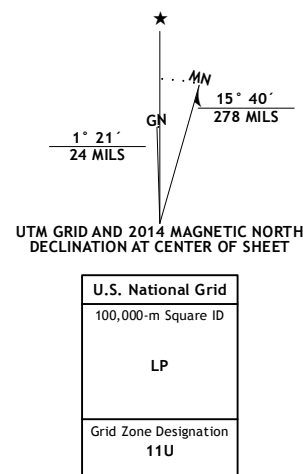 MN
GN
15° 40´
278 MILS
1° 21´
24 MILS
UTM GRID AND 2014 MAGNETIC NORTH
DECLINATION AT CENTER OF SHEET
U.S. National Grid
100,000-m Square ID
LP
Grid Zone Designation
11U